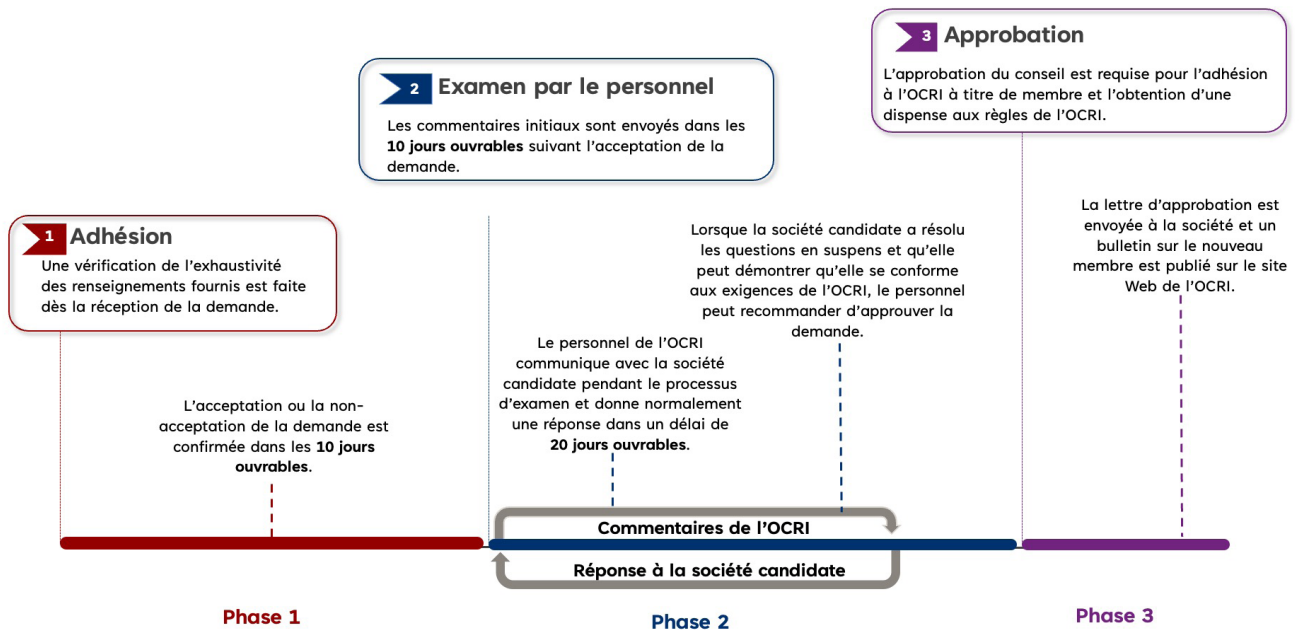 1 Adhésion
Une vérification de l'exhaustivité
des renseignements fournis est faite
dès la réception de la demande.
L'acceptation ou la non-
acceptation de la demande est
confirmée dans les 10 jours
ouvrables.
Phase 1
2 Examen par le personnel
Les commentaires initiaux sont envoyés dans les
10 jours ouvrables suivant l'acceptation de la
demande.
Le personnel de l'OCRI
communique avec la société
candidate pendant le processus
d'examen et donne normalement
une réponse dans un délai de
20 jours ouvrables.
Lorsque la société candidate a résolu
les questions en suspens et qu'elle
peut démontrer qu'elle se conforme
aux exigences de l'OCRI, le personnel
peut recommander d'approuver la
demande.
Commentaires de l'OCRI
Réponse à la société candidate
Phase 2
3 Approbation
L'approbation du conseil est requise pour l'adhésion
à l'OCRI à titre de membre et l'obtention d'une
dispense aux règles de l'OCRI.
La lettre d'approbation est
envoyée à la société et un
bulletin sur le nouveau
membre est publié sur le site
Web de l'OCRI.
Phase 3